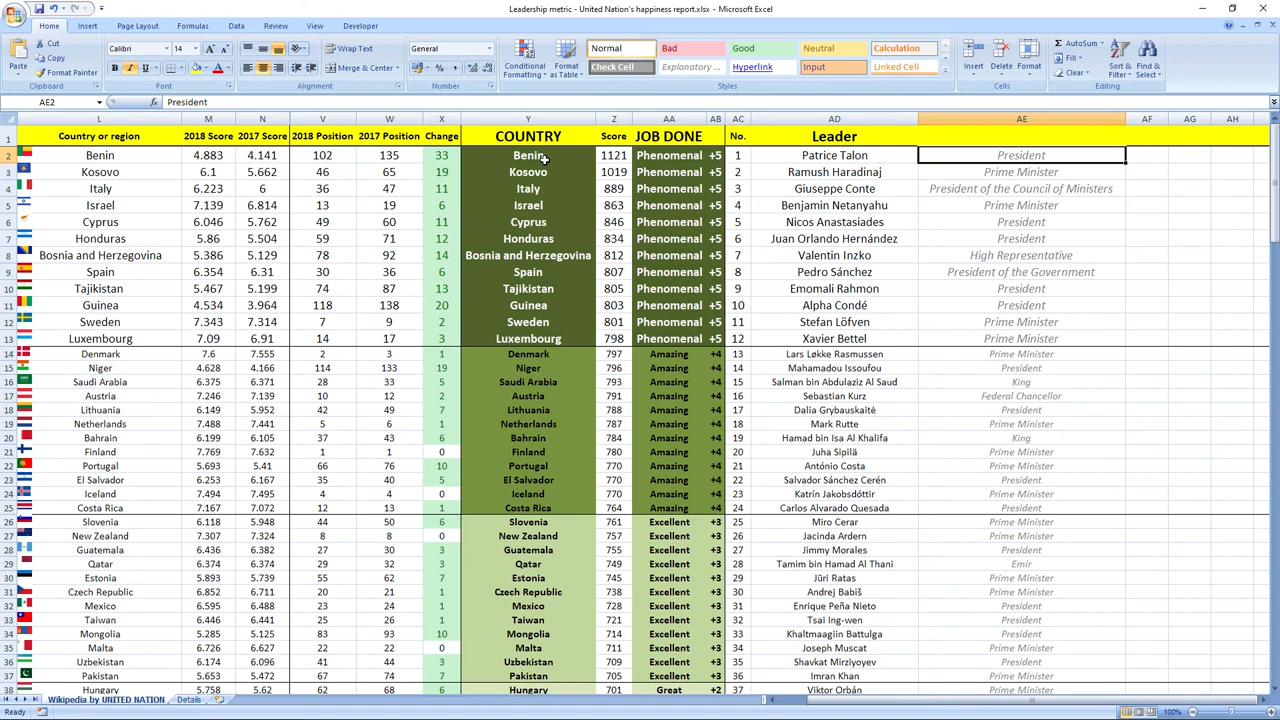 Leadership metric - United Nation's happiness report.xlsx - Microsoft Excel
Home Insert Page Layout Formulas Data Review View Developer
Cut Calibri 14 Wrap Text General Normal Bad Good Neutral Calculation AutoSum
Copy Fill
Paste Format Painter Merge & Center Conditional Formatting Format as Table Check Cell Explanatory ... Hyperlink Input Linked Cell Insert Delete Format Clear Sort & Filter Find & Select
Clipboard Font Alignment Number Styles Cells Editing
AE2 President
L M N V W X Y Z AA AB AC AD AE AF AG AH
1 Country or region 2018 Score 2017 Score 2018 Position 2017 Position Change COUNTRY Score JOB DONE No. Leader
2 Benin 4.883 4.141 102 135 33 Benin 1121 Phenomenal +5 1 Patrice Talon President
3 Kosovo 6.1 5.662 46 65 19 Kosovo 1019 Phenomenal +5 2 Ramush Haradinaj Prime Minister
4 Italy 6.223 6 36 47 11 Italy 889 Phenomenal +5 3 Giuseppe Conte President of the Council of Ministers
5 Israel 7.139 6.814 13 19 6 Israel 863 Phenomenal +5 4 Benjamin Netanyahu Prime Minister
6 Cyprus 6.046 5.762 49 60 11 Cyprus 846 Phenomenal +5 5 Nicos Anastasiades President
7 Honduras 5.86 5.504 59 71 12 Honduras 834 Phenomenal +5 6 Juan Orlando Hernández President
8 Bosnia and Herzegovina 5.386 5.129 78 92 14 Bosnia and Herzegovina 812 Phenomenal +5 7 Valentin Inzko High Representative
9 Spain 6.354 6.31 30 36 6 Spain 807 Phenomenal +5 8 Pedro Sánchez President of the Government
10 Tajikistan 5.467 5.199 74 87 13 Tajikistan 805 Phenomenal +5 9 Emomali Rahmon President
11 Guinea 4.534 3.964 118 138 20 Guinea 803 Phenomenal +5 10 Alpha Condé President
12 Sweden 7.343 7.314 7 9 2 Sweden 801 Phenomenal +5 11 Stefan Löfven Prime Minister
13 Luxembourg 7.09 6.91 14 17 3 Luxembourg 798 Phenomenal +5 12 Xavier Bettel Prime Minister
14 Denmark 7.6 7.555 2 3 1 Denmark 797 Amazing +4 13 Lars Løkke Rasmussen Prime Minister
15 Niger 4.628 4.166 114 133 19 Niger 796 Amazing +4 14 Mahamadou Issoufou President
16 Saudi Arabia 6.375 6.371 28 33 5 Saudi Arabia 793 Amazing +4 15 Salman bin Abdulaziz Al Saud King
17 Austria 7.246 7.139 10 12 2 Austria 791 Amazing +4 16 Sebastian Kurz Federal Chancellor
18 Lithuania 6.149 5.952 42 49 7 Lithuania 788 Amazing +4 17 Dalia Grybauskaitė President
19 Netherlands 7.488 7.441 5 6 1 Netherlands 787 Amazing +4 18 Mark Rutte Prime Minister
20 Bahrain 6.199 6.105 37 43 6 Bahrain 784 Amazing +4 19 Hamad bin Isa Al Khalifa King
21 Finland 7.769 7.632 1 1 0 Finland 780 Amazing +4 20 Juha Sipilä Prime Minister
22 Portugal 5.693 5.41 66 76 10 Portugal 770 Amazing +4 21 António Costa Prime Minister
23 El Salvador 6.253 6.167 35 40 5 El Salvador 770 Amazing +4 22 Salvador Sánchez Cerén President
24 Iceland 7.494 7.495 4 4 0 Iceland 770 Amazing +4 23 Katrín Jakobsdóttir Prime Minister
25 Costa Rica 7.167 7.072 12 13 1 Costa Rica 764 Amazing +4 24 Carlos Alvarado Quesada President
26 Slovenia 6.118 5.948 44 50 6 Slovenia 761 Excellent +3 25 Miro Cerar Prime Minister
27 New Zealand 7.307 7.324 8 8 0 New Zealand 757 Excellent +3 26 Jacinda Ardern Prime Minister
28 Guatemala 6.436 6.382 27 30 3 Guatemala 755 Excellent +3 27 Jimmy Morales President
29 Qatar 6.374 6.374 29 32 3 Qatar 749 Excellent +3 28 Tamim bin Hamad Al Thani Emir
30 Estonia 5.893 5.739 55 62 7 Estonia 745 Excellent +3 29 Jüri Ratas Prime Minister
31 Czech Republic 6.852 6.711 20 21 1 Czech Republic 738 Excellent +3 30 Andrej Babiš Prime Minister
32 Mexico 6.595 6.488 23 24 1 Mexico 728 Excellent +3 31 Enrique Peña Nieto President
33 Taiwan 6.446 6.441 25 26 1 Taiwan 721 Excellent +3 32 Tsai Ing-wen President
34 Mongolia 5.285 5.125 83 93 10 Mongolia 714 Excellent +3 33 Khaltmaagiin Battulga President
35 Malta 6.726 6.628 22 22 0 Malta 711 Excellent +3 34 Joseph Muscat Prime Minister
36 Uzbekistan 6.174 6.096 41 44 3 Uzbekistan 709 Excellent +3 35 Shavkat Mirziyoyev President
37 Pakistan 5.653 5.472 67 74 7 Pakistan 705 Excellent +3 36 Imran Khan Prime Minister
38 Hungary 5.758 5.62 62 68 6 Hungary 701 Great +2 37 Viktor Orbán Prime Minister
Wikipedia by UNITED NATION Details
Ready 100%